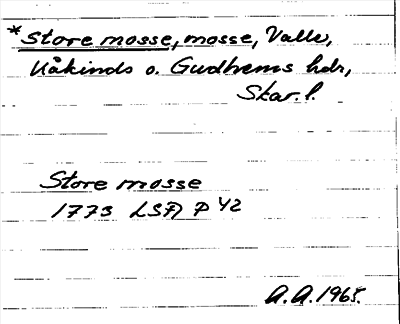 *Store mosse, mosse, Valle,
Kåkinds o. Gudhems hdr,
Skar. l.
Store mosse
1773 LSA P 42
A.A. 1965.